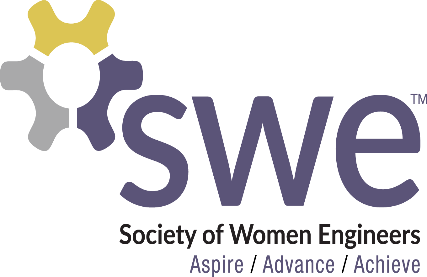 swe™
Society of Women Engineers
Aspire / Advance / Achieve